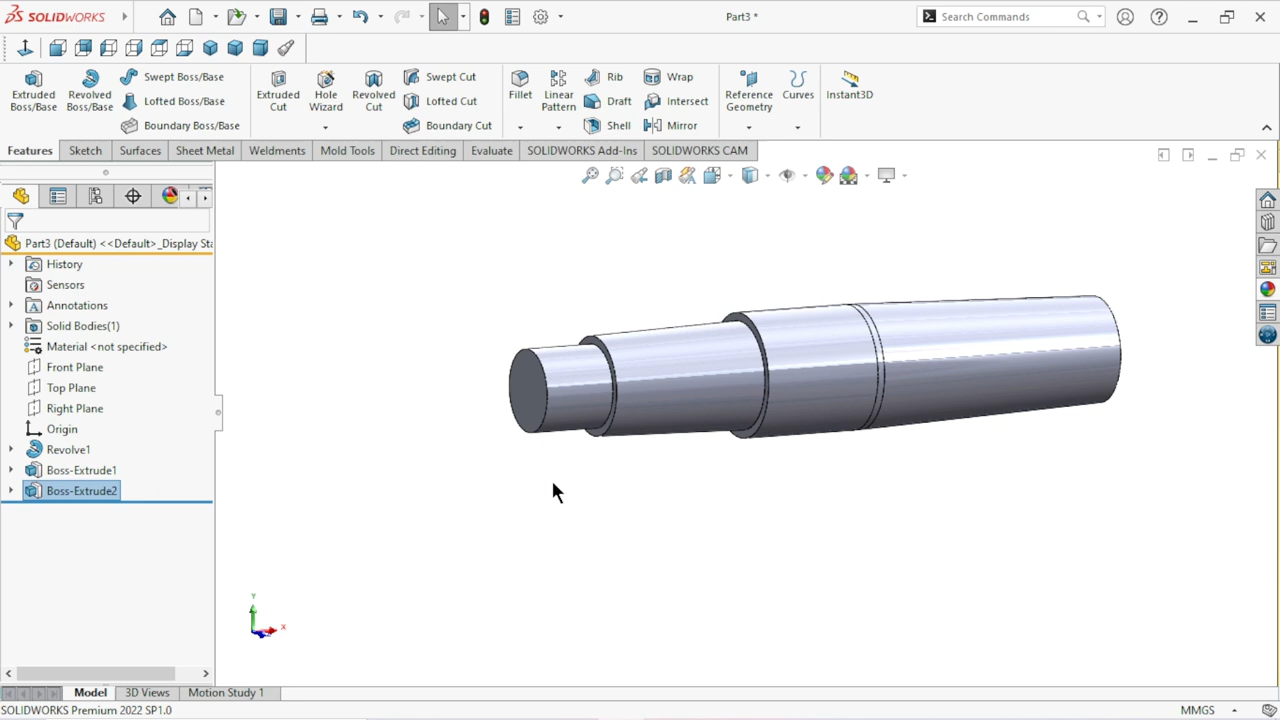 SOLIDWORKS
Part3 *
Search Commands
Extruded Boss/Base
Revolved Boss/Base
Swept Boss/Base
Lofted Boss/Base
Boundary Boss/Base
Extruded Cut
Hole Wizard
Revolved Cut
Swept Cut
Lofted Cut
Boundary Cut
Fillet
Linear Pattern
Rib
Draft
Shell
Wrap
Intersect
Mirror
Reference Geometry
Curves
Instant3D
Features
Sketch
Surfaces
Sheet Metal
Weldments
Mold Tools
Direct Editing
Evaluate
SOLIDWORKS Add-Ins
SOLIDWORKS CAM
Part3 (Default) <<Default>_Display Sta
History
Sensors
Annotations
Solid Bodies(1)
Material <not specified>
Front Plane
Top Plane
Right Plane
Origin
Revolve1
Boss-Extrude1
Boss-Extrude2
Y
X
Model
3D Views
Motion Study 1
SOLIDWORKS Premium 2022 SP1.0
MMGS